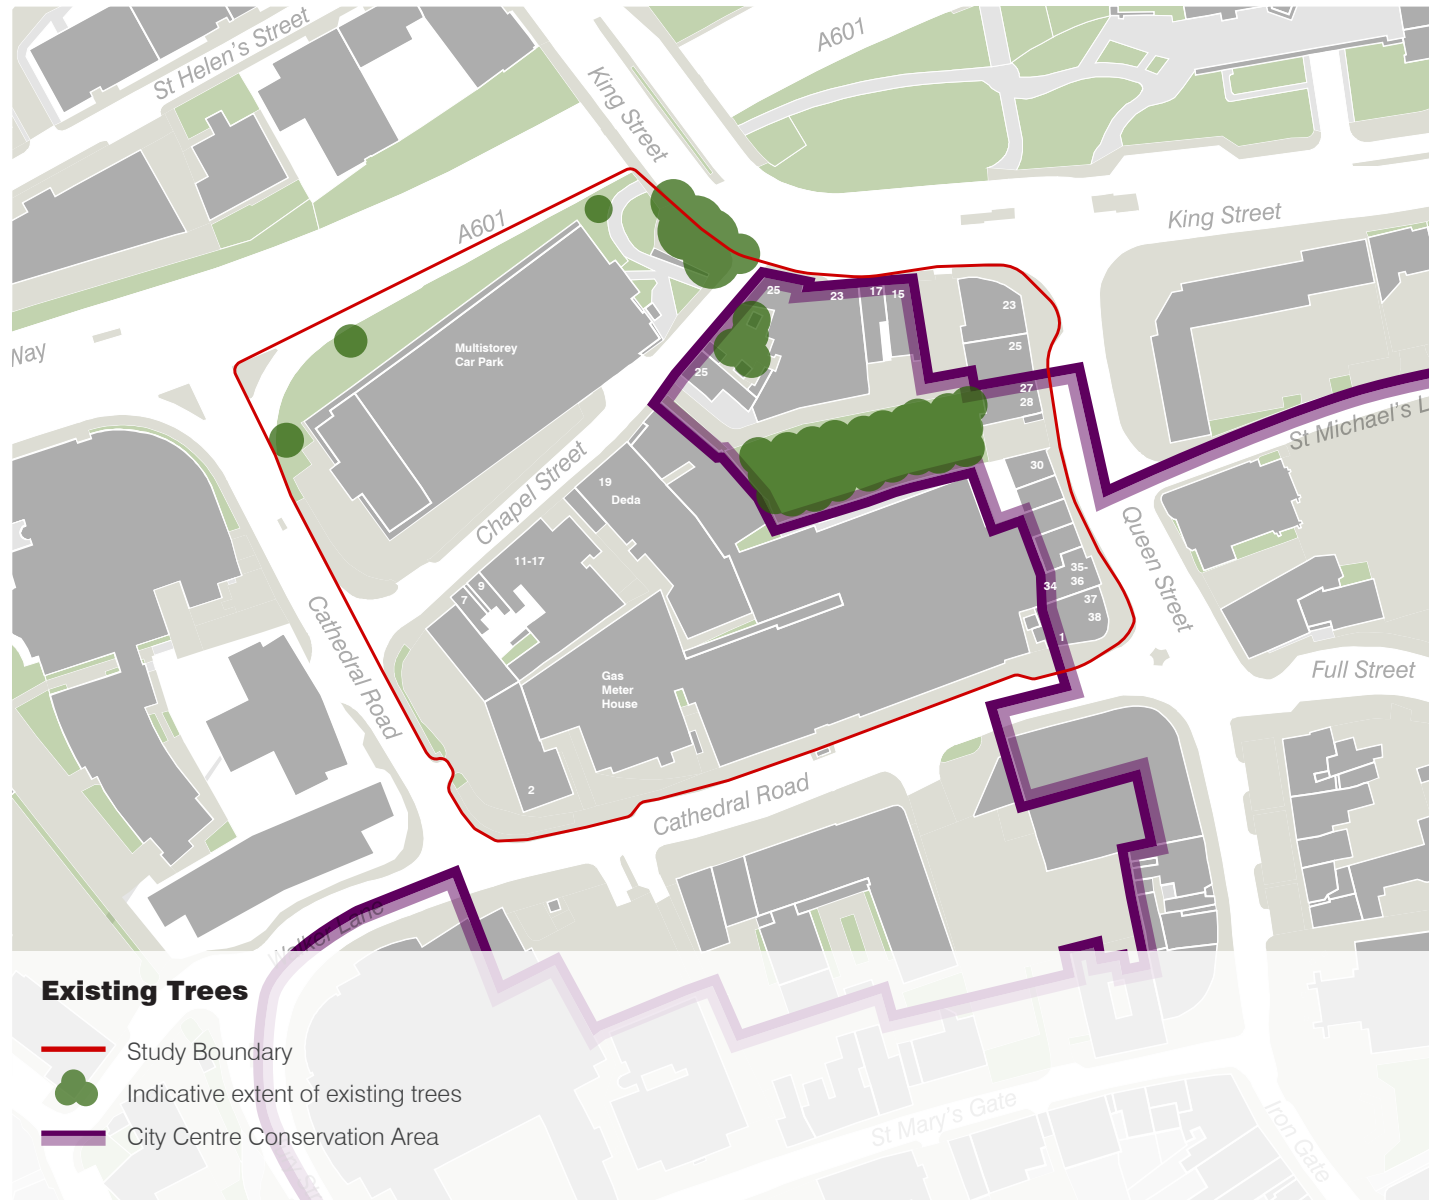 St Helen's Street
A601
King Street
A601
King Street
Way
Multistorey
Car Park
25
23
17
15
23
25
25
27
28
St Michael's L
30
19
Deda
Chapel Street
11-17
9
7
Queen Street
35-
36
34
37
38
1
Cathedral Road
Full Street
Gas
Meter
House
2
Cathedral Road
Walker Lane
Existing Trees
Study Boundary
Indicative extent of existing trees
City Centre Conservation Area
St Mary's Gate
Iron Gate